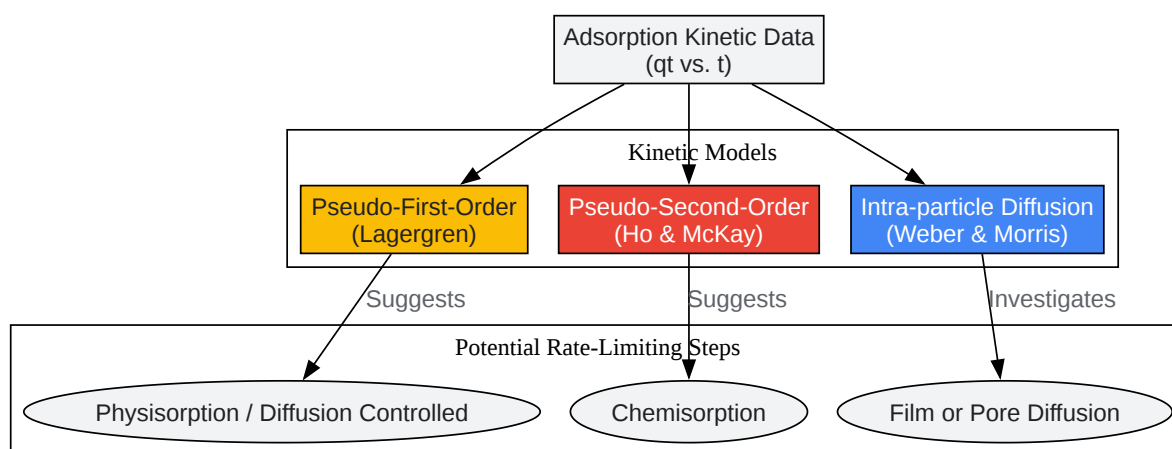 Adsorption Kinetic Data
(qt vs. t)
Kinetic Models
Pseudo-First-Order
(Lagergren)
Pseudo-Second-Order
(Ho & McKay)
Intra-particle Diffusion
(Weber & Morris)
Suggests
Suggests
Investigates
Potential Rate-Limiting Steps
Physisorption / Diffusion Controlled
Chemisorption
Film or Pore Diffusion